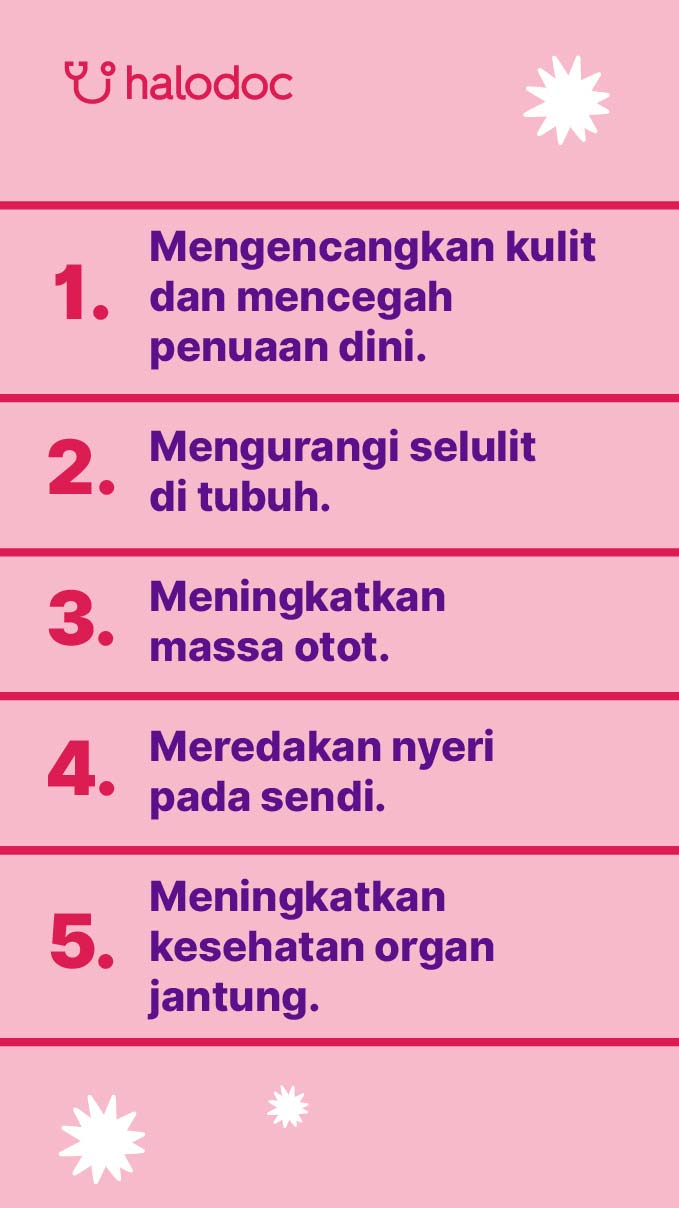 halodoc
1.
Mengencangkan kulit
dan mencegah
penuaan dini.
2.
Mengurangi selulit
di tubuh.
3.
Meningkatkan
massa otot.
4.
Meredakan nyeri
pada sendi.
5.
Meningkatkan
kesehatan organ
jantung.